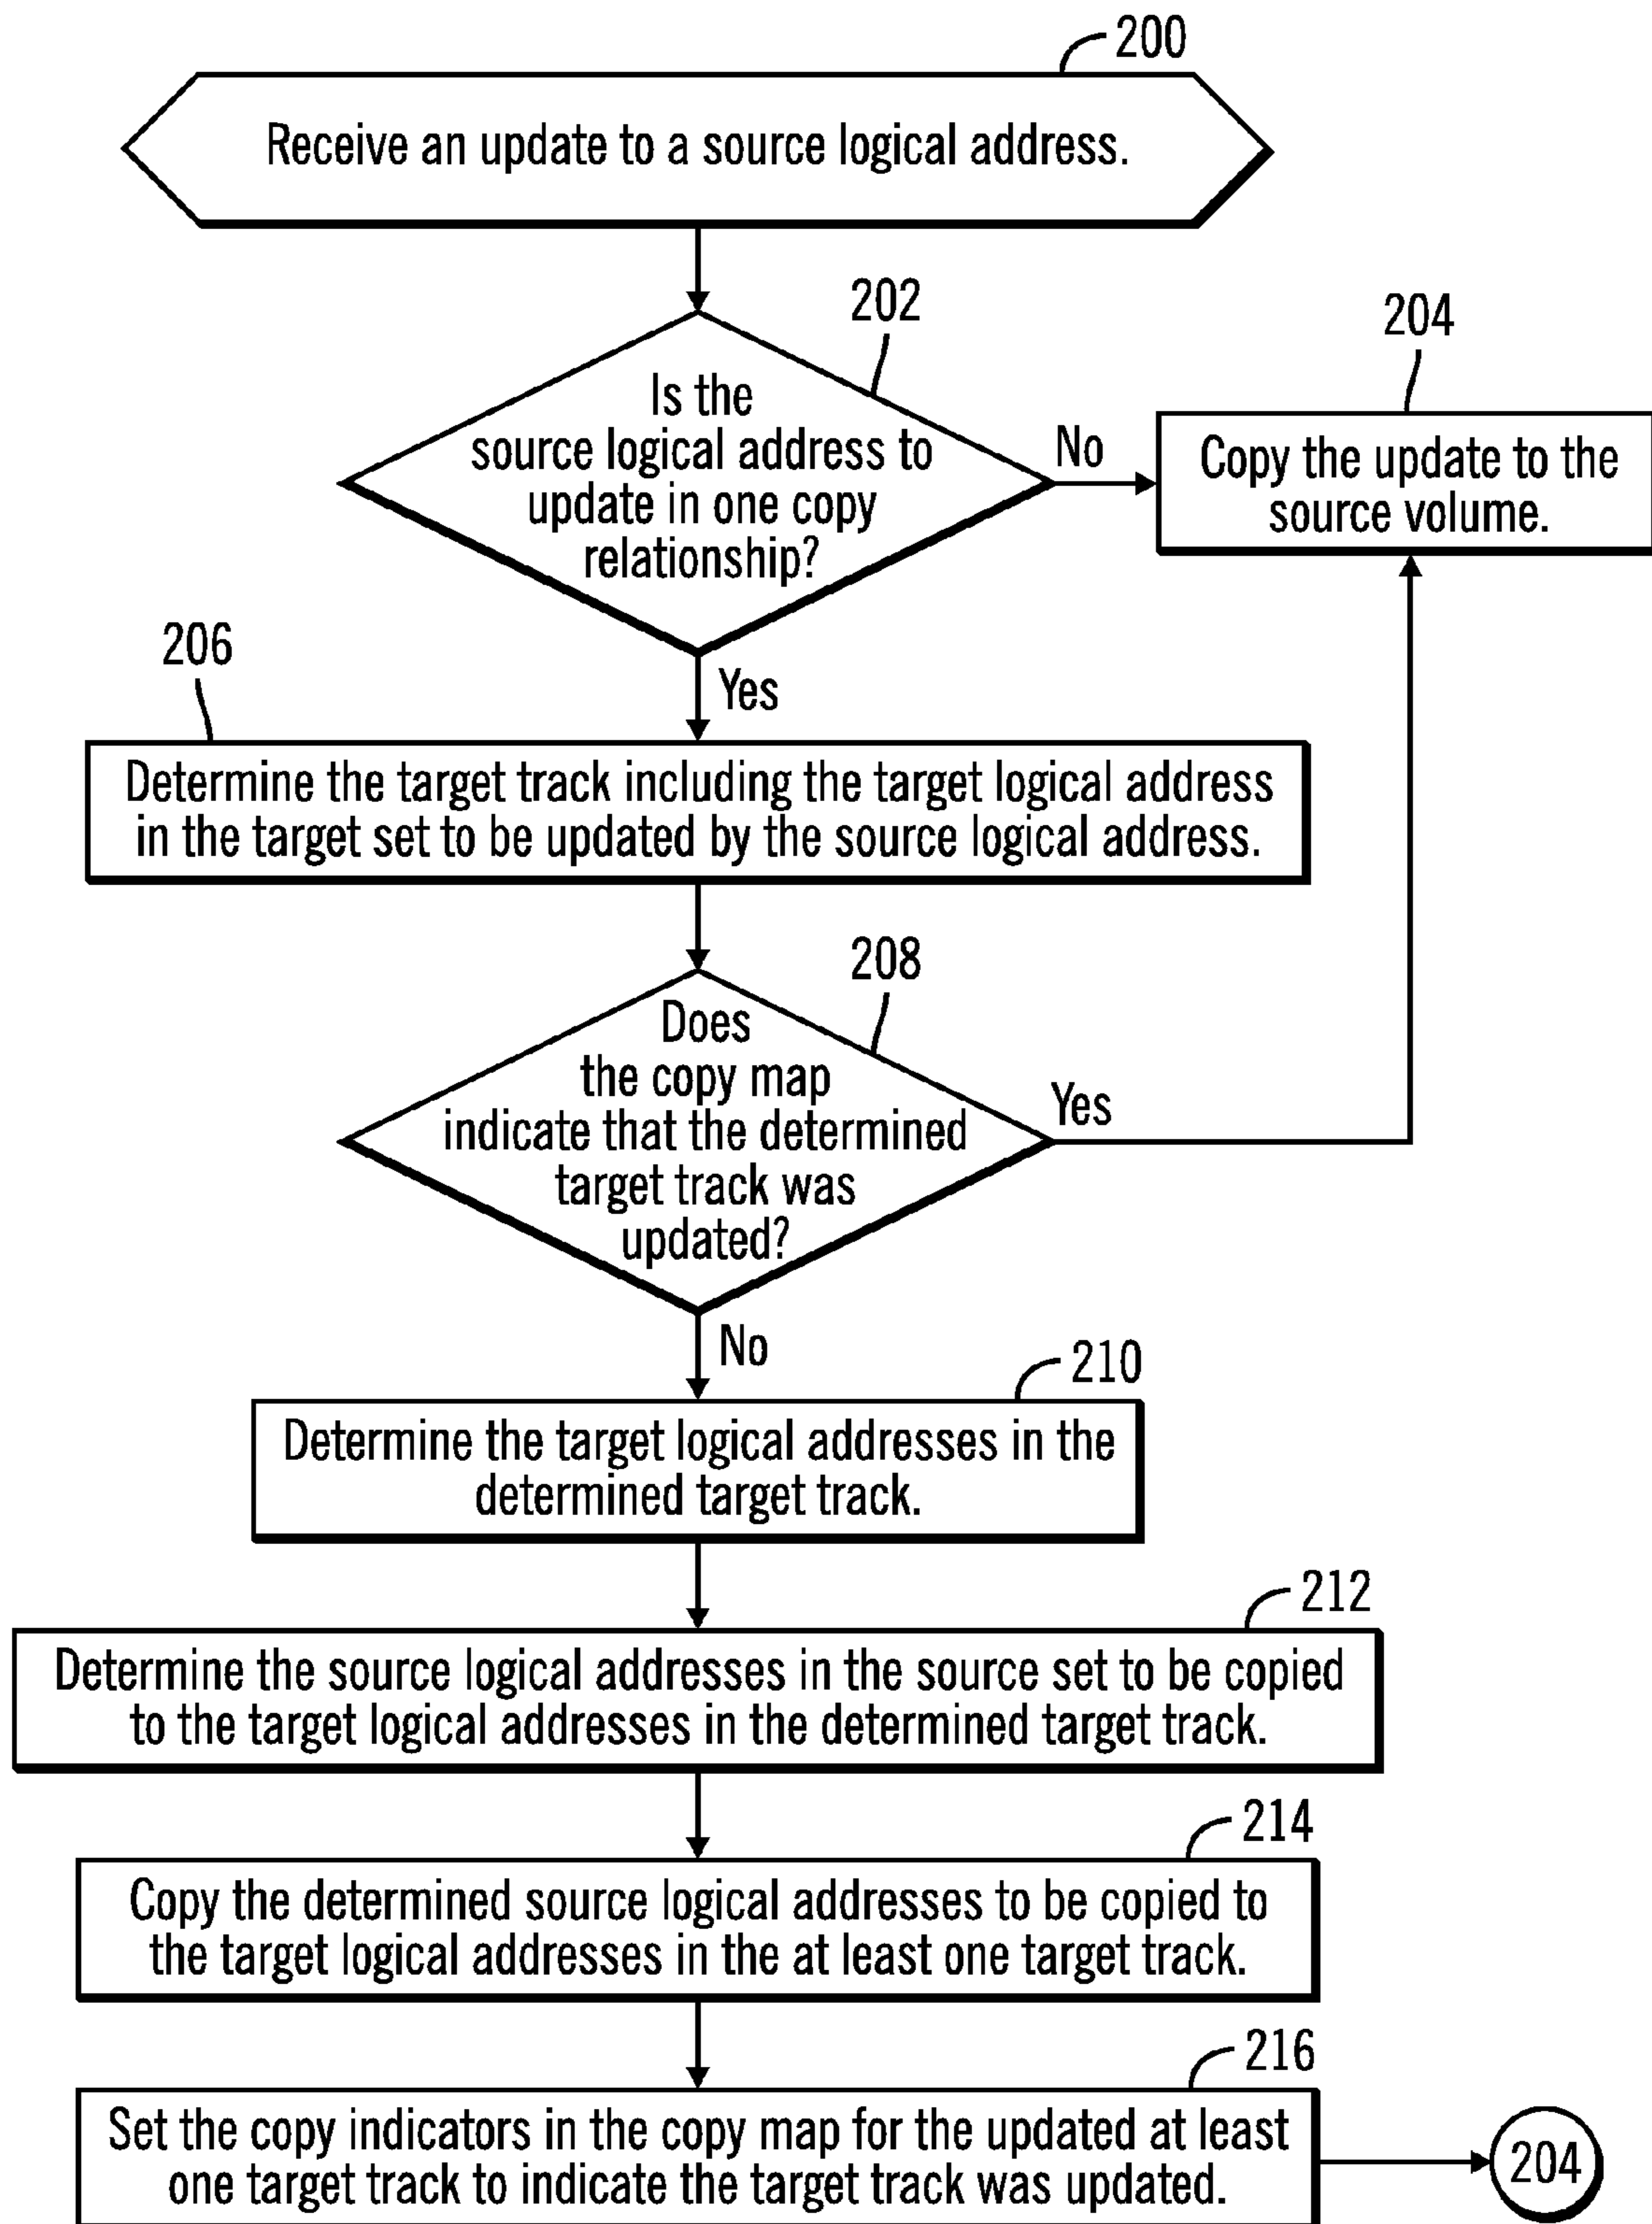 200
Receive an update to a source logical address.
202
204
Is the
source logical address to
update in one copy
relationship?
No
Copy the update to the
source volume.
206
Yes
Determine the target track including the target logical address
in the target set to be updated by the source logical address.
208
Does
the copy map
indicate that the determined
target track was
updated?
Yes
No
210
Determine the target logical addresses in the
determined target track.
212
Determine the source logical addresses in the source set to be copied
to the target logical addresses in the determined target track.
214
Copy the determined source logical addresses to be copied to
the target logical addresses in the at least one target track.
216
Set the copy indicators in the copy map for the updated at least
one target track to indicate the target track was updated.
204